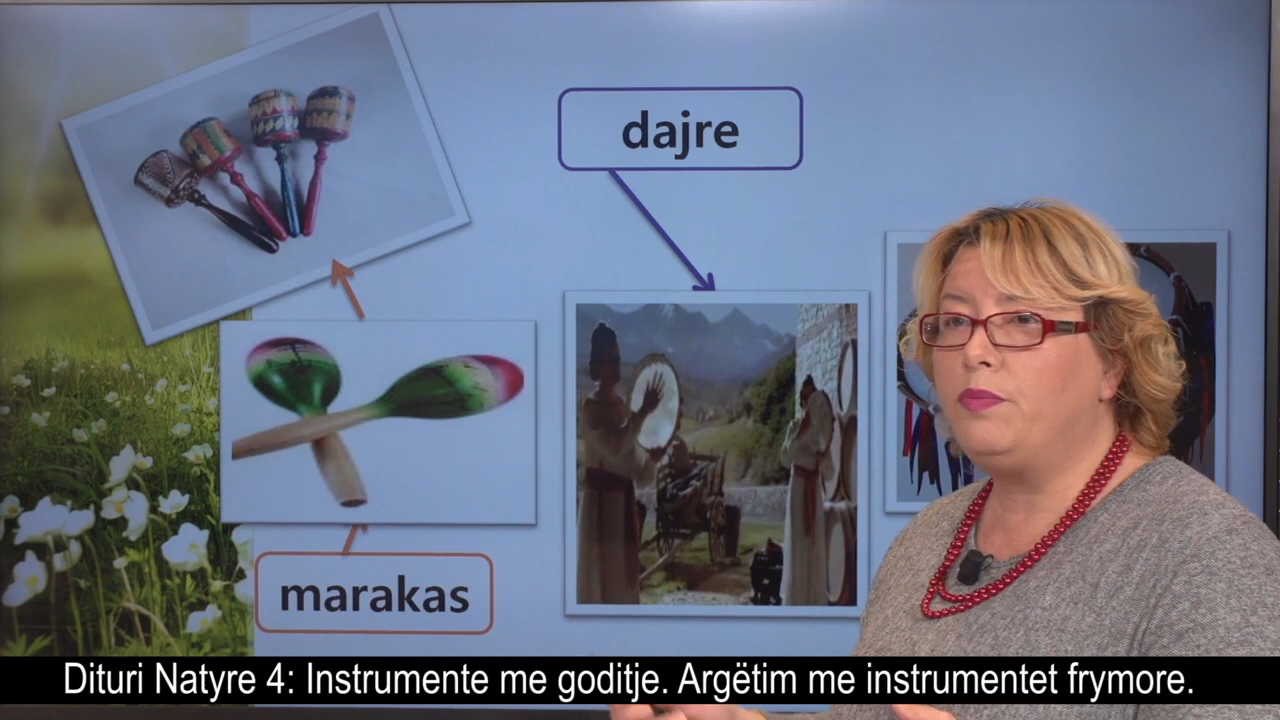 dajre
marakas
Dituri Natyre 4: Instrumente me goditje. Argëtim me instrumentet frymore.